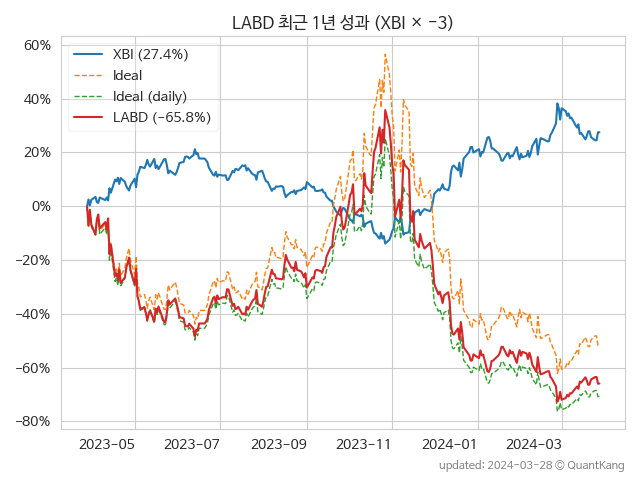 LABD 최근 1년 성과 (XBI × −3)
60%
40%
20%
0%
−20%
−40%
−60%
−80%
XBI (27.4%)
Ideal
Ideal (daily)
LABD (−65.8%)
2023−05
2023−07
2023−09
2023−11
2024−01
2024−03
updated: 2024−03−28 © QuantKang